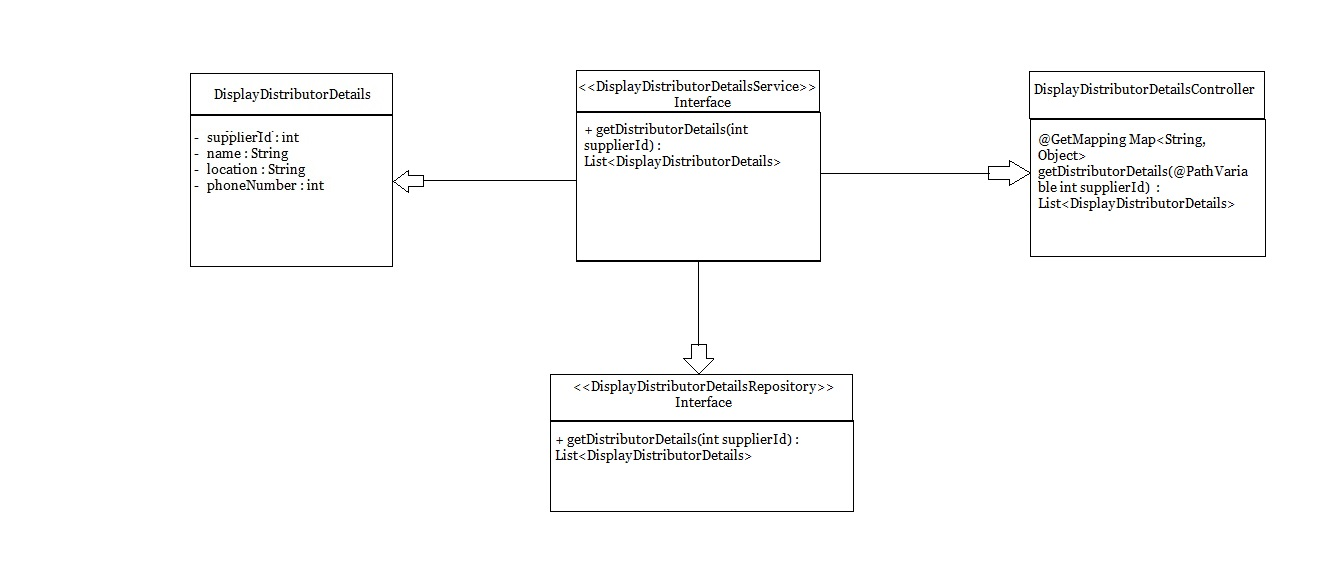 DisplayDistributorDetails
- supplierId : int
- name : String
- location : String
- phoneNumber : int
<<DisplayDistributorDetailsService>>
Interface
+ getDistributorDetails(int
supplierId) :
List<DisplayDistributorDetails>
DisplayDistributorDetailsController
@GetMapping Map<String,
Object>
getDistributorDetails(@PathVaria
ble int supplierId) :
List<DisplayDistributorDetails>
<<DisplayDistributorDetailsRepository>>
Interface
+ getDistributorDetails(int supplierId) :
List<DisplayDistributorDetails>